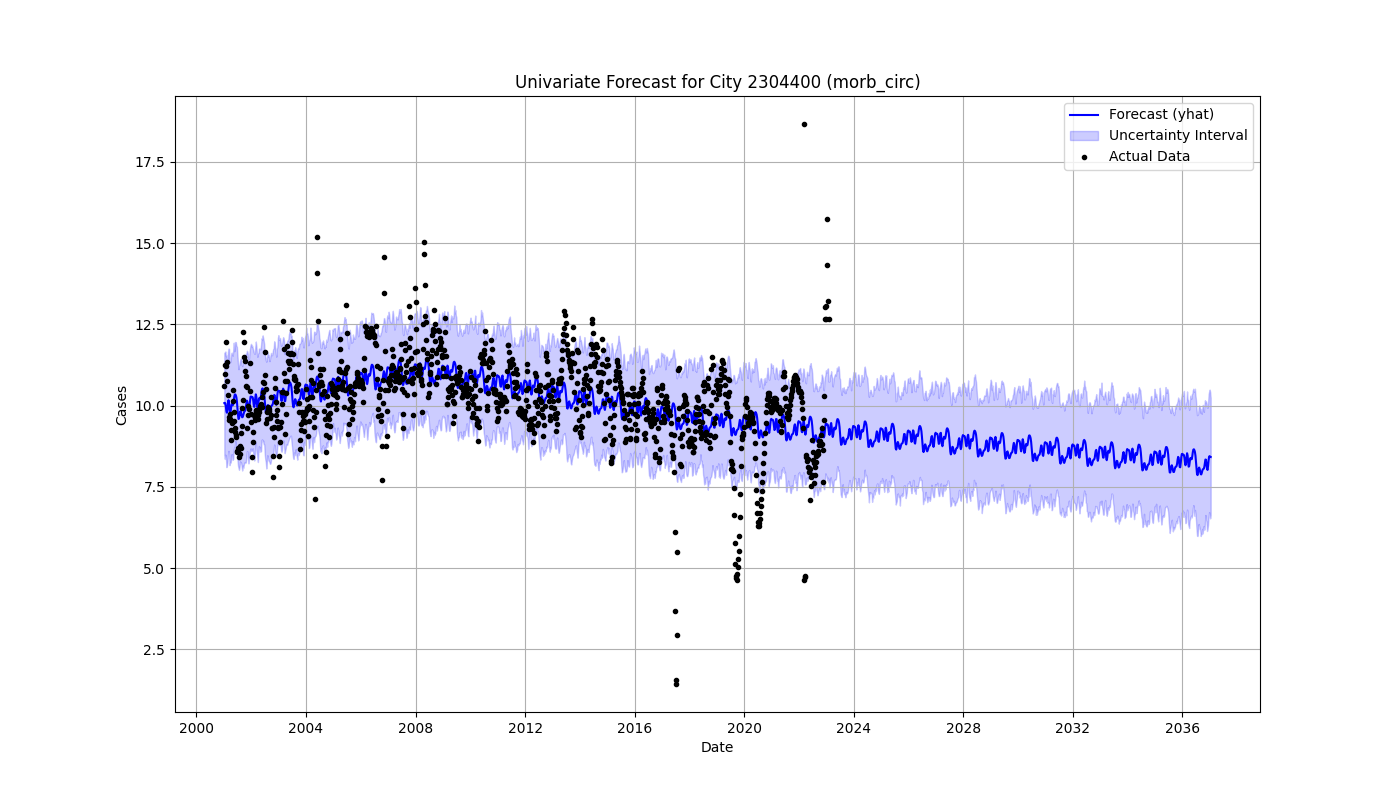 Univariate Forecast for City 2304400 (morb_circ)
Forecast (yhat)
Uncertainty Interval
Actual Data
17.5
15.0
12.5
10.0
7.5
5.0
2.5
Cases
2000 2004 2008 2012 2016 2020 2024 2028 2032 2036
Date